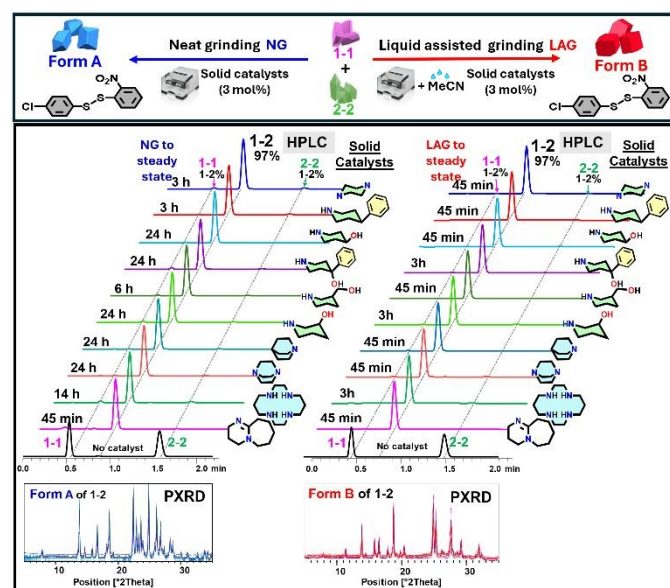 Form A
Neat grinding NG
Solid catalysts
(3 mol%)
1-1
+
2-2
Liquid assisted grinding LAG
+ MeCN
Solid catalysts
(3 mol%)
Form B
Cl
S
S
O₂N
Cl
S
S
NO₂
NG to
steady
state
1-1
1-2%
1-2
97%
HPLC
2-2
1-2%
Solid
Catalysts
3 h
3 h
24 h
24 h
6 h
24 h
24 h
24 h
14 h
45 min
1-1
No catalyst
2-2
0.0
1.0
2.0 min
LAG to
steady
state
1-1
1-2%
1-2
97%
HPLC
2-2
1-2%
Solid
Catalysts
45 min
45 min
45 min
3h
45 min
3h
45 min
45 min
3h
45 min
1-1
No catalyst
2-2
0.0
0.5
1.0
1.5
2.0 min
Form A of 1-2
PXRD
10
20
30
Position [°2Theta]
Form B of 1-2
PXRD
10
20
30
Position [°2Theta]